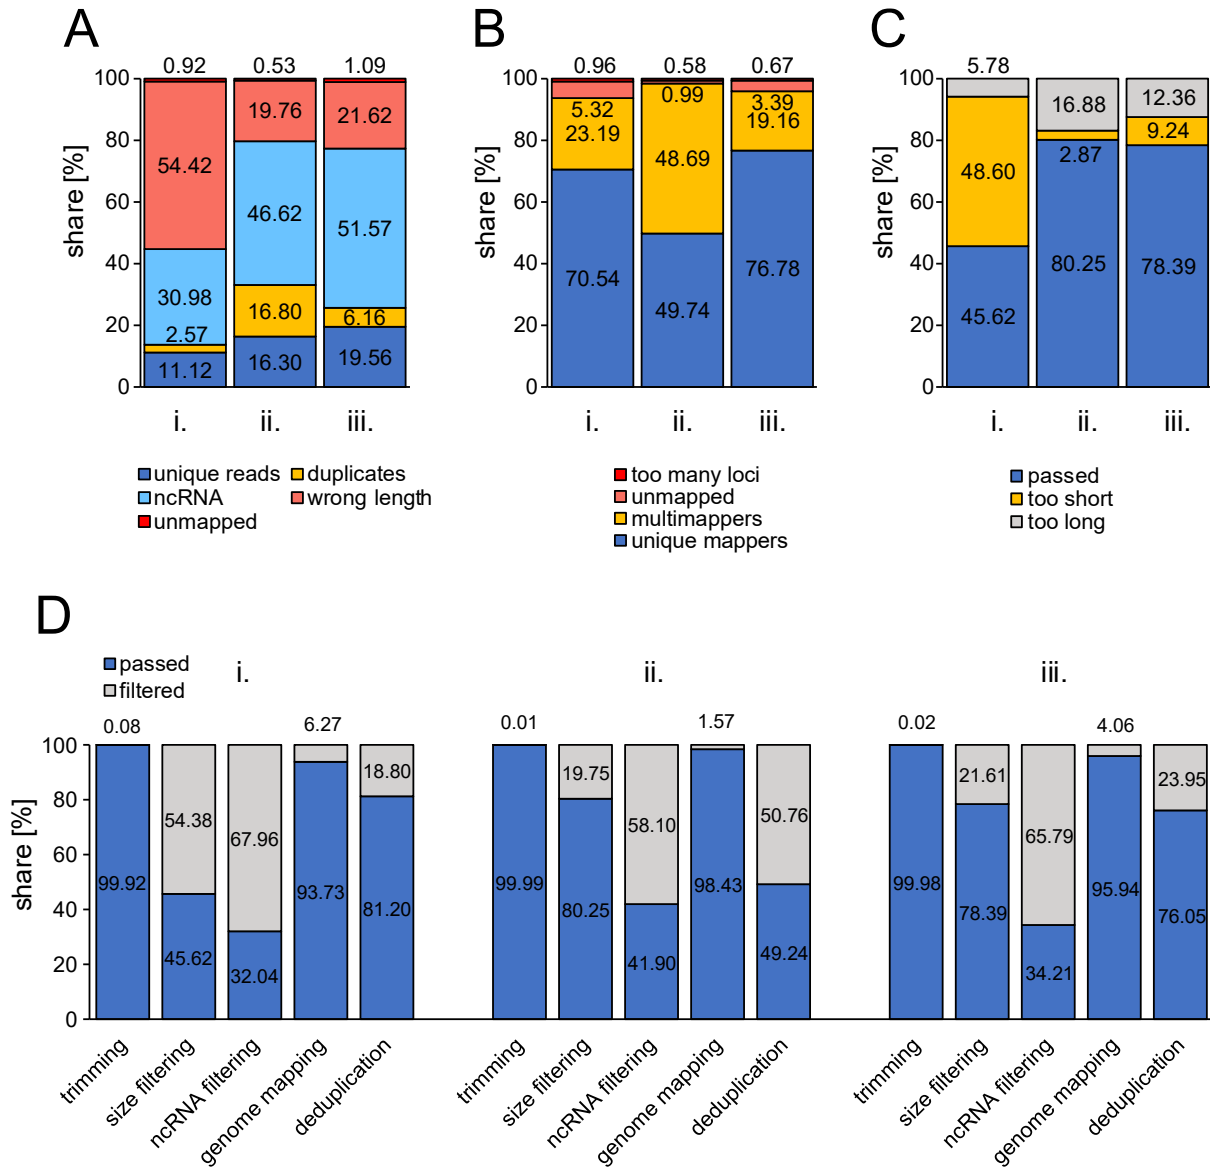 A
B
C
0.92 0.53 1.09
0.96 0.58 0.67
5.78
share [%]
100
80
60
40
20
0
54.42
30.98
2.57
11.12
19.76
46.62
16.80
16.30
21.62
51.57
6.16
19.56
i. ii. iii.
unique reads duplicates
ncRNA wrong length
unmapped
share [%]
100
80
60
40
20
0
5.32
23.19
70.54
0.99
48.69
49.74
3.39
19.16
76.78
i. ii. iii.
too many loci
unmapped
multimappers
unique mappers
share [%]
100
80
60
40
20
0
48.60
45.62
16.88
2.87
80.25
12.36
9.24
78.39
i. ii. iii.
passed
too short
too long
D
passed
filtered
i. ii. iii.
0.08 6.27 0.01 1.57 0.02 4.06
share [%]
100
80
60
40
20
0
99.92
54.38
45.62
67.96
32.04
93.73
18.80
81.20
99.99
19.75
80.25
58.10
41.90
98.43
50.76
49.24
99.98
21.61
78.39
65.79
34.21
95.94
23.95
76.05
trimming
size filtering
ncRNA filtering
genome mapping
deduplication
trimming
size filtering
ncRNA filtering
genome mapping
deduplication
trimming
size filtering
ncRNA filtering
genome mapping
deduplication